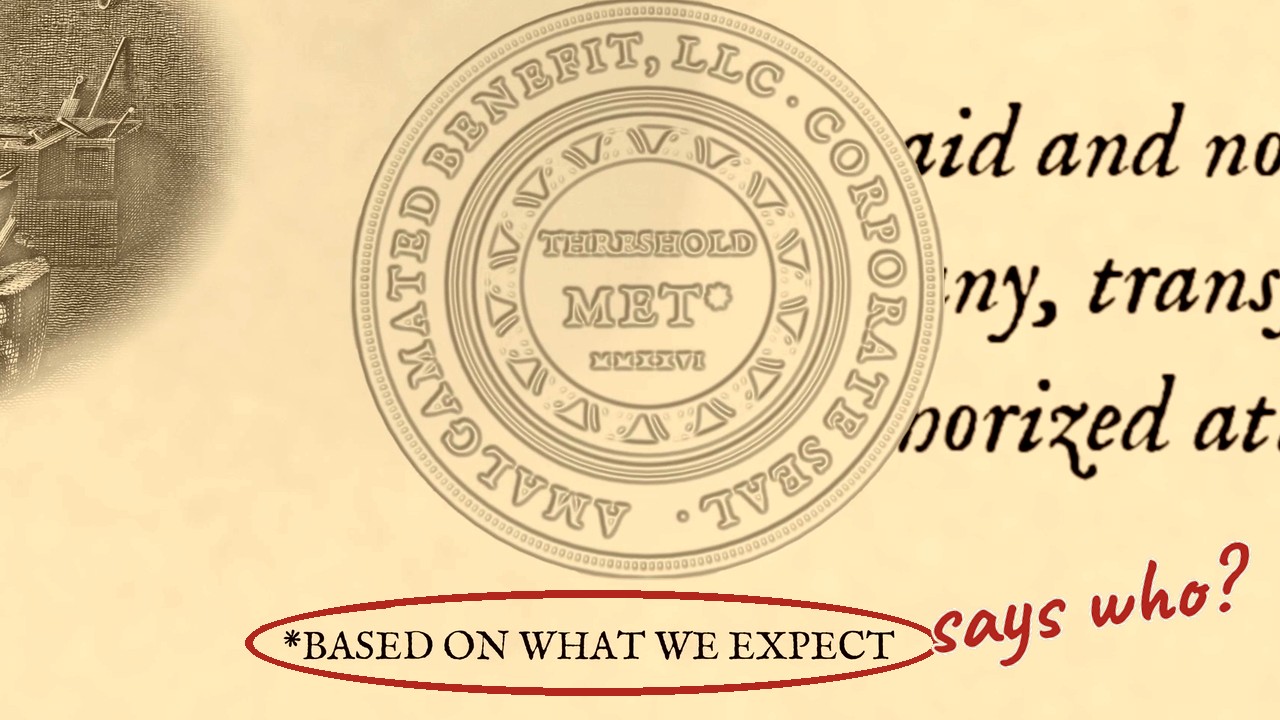 AMALGAMATED BENEFIT, LLC · CORPORATE SEAL ·
THRESHOLD
MET*
MMXXVI
aid and no
ny, trans
horized at
*BASED ON WHAT WE EXPECT
says who?